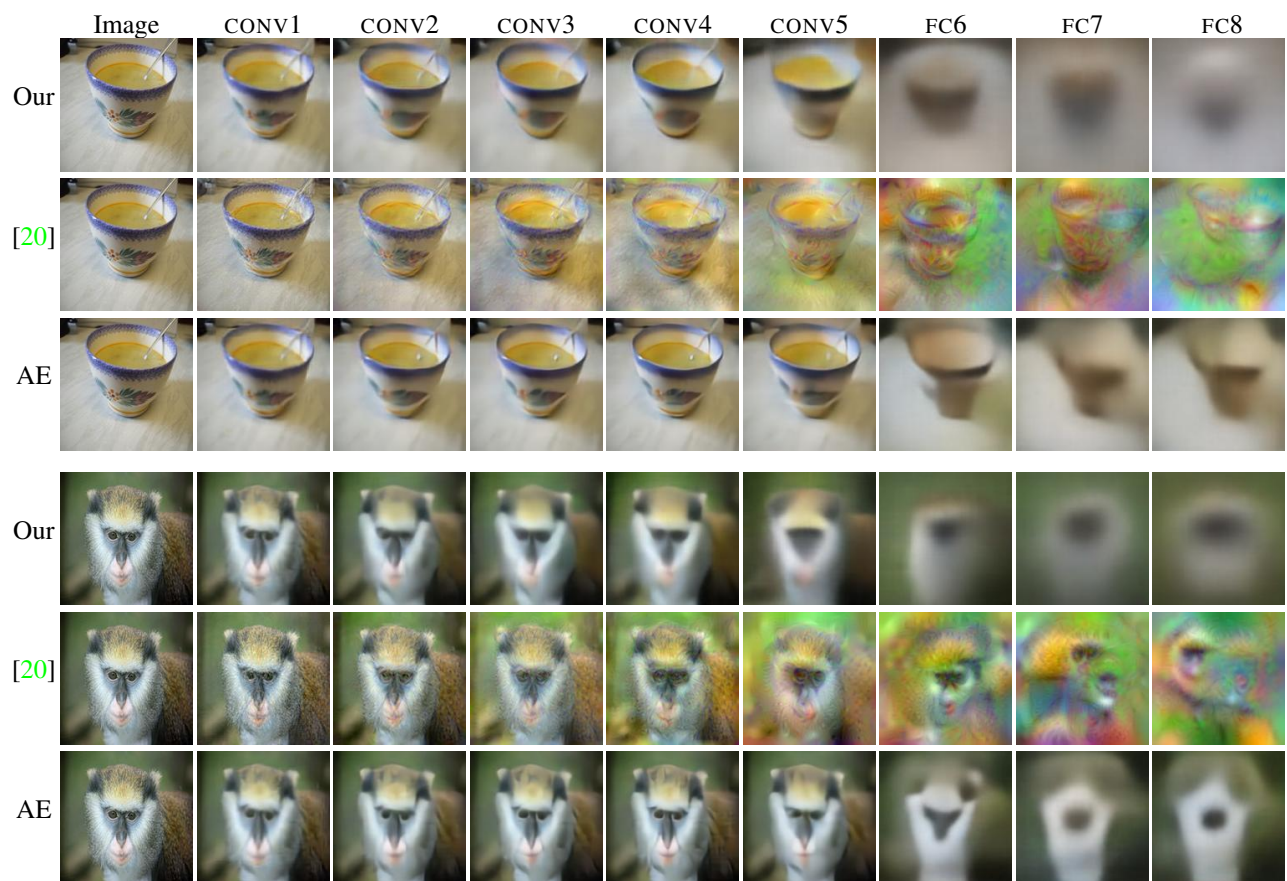 Image CONV1 CONV2 CONV3 CONV4 CONV5 FC6 FC7 FC8
Our
[20]
AE
Our
[20]
AE